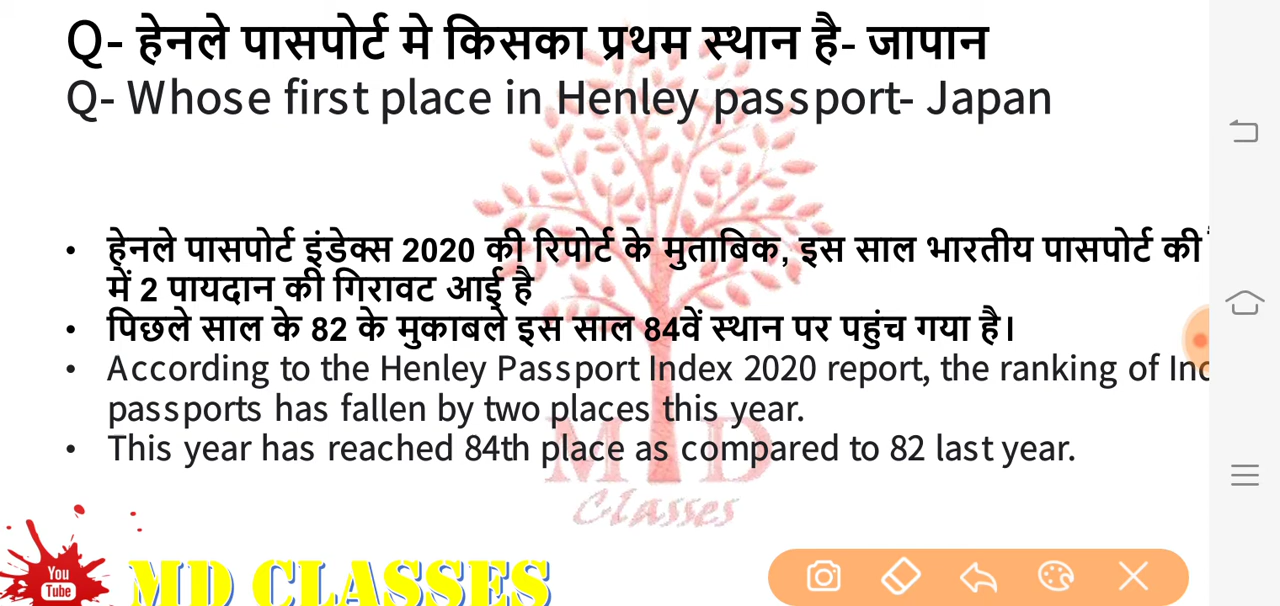 Q- हेनले पासपोर्ट मे किसका प्रथम स्थान है- जापान
Q- Whose first place in Henley passport- Japan
• हेनले पासपोर्ट इंडेक्स 2020 की रिपोर्ट के मुताबिक, इस साल भारतीय पासपोर्ट की
में 2 पायदान की गिरावट आई है
• पिछले साल के 82 के मुकाबले इस साल 84वें स्थान पर पहुंच गया है।
• According to the Henley Passport Index 2020 report, the ranking of
passports has fallen by two places this year.
• This year has reached 84th place as compared to 82 last year.
MD
Classes
You
Tube
MD CLASSES